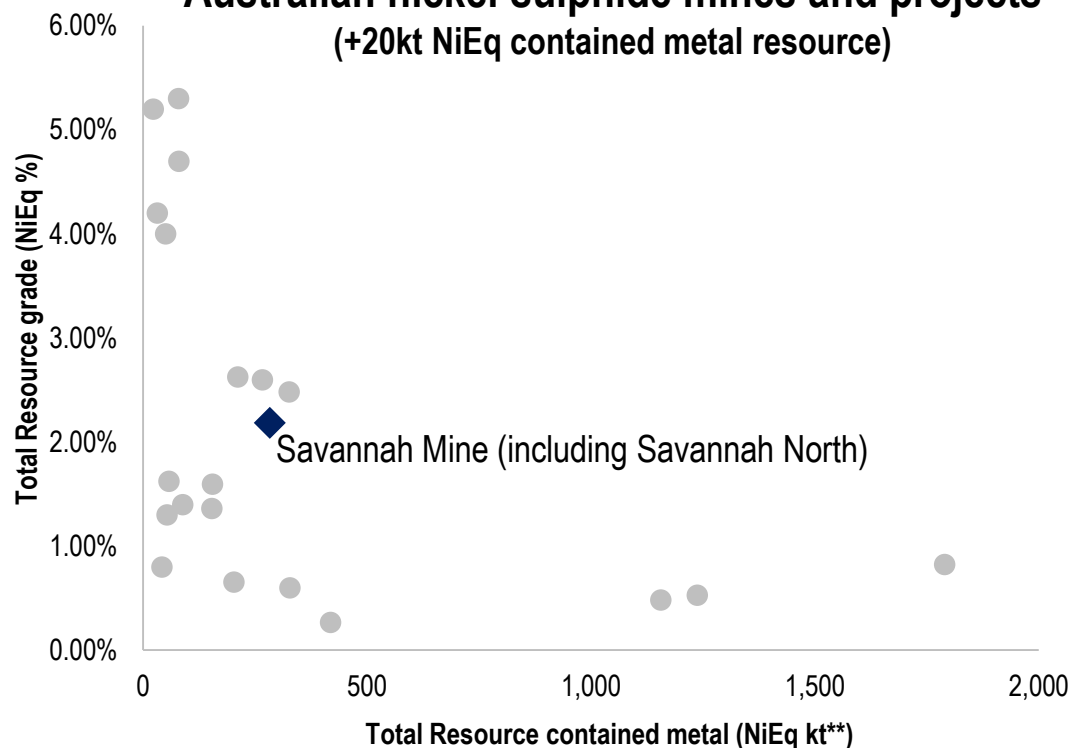 Australian nickel sulphide mines and projects
(+20kt NiEq contained metal resource)
6.00%
5.00%
4.00%
3.00%
2.00%
1.00%
0.00%
Total Resource grade (NiEq %)
Savannah Mine (including Savannah North)
0 500 1,000 1,500 2,000
Total Resource contained metal (NiEq kt**)